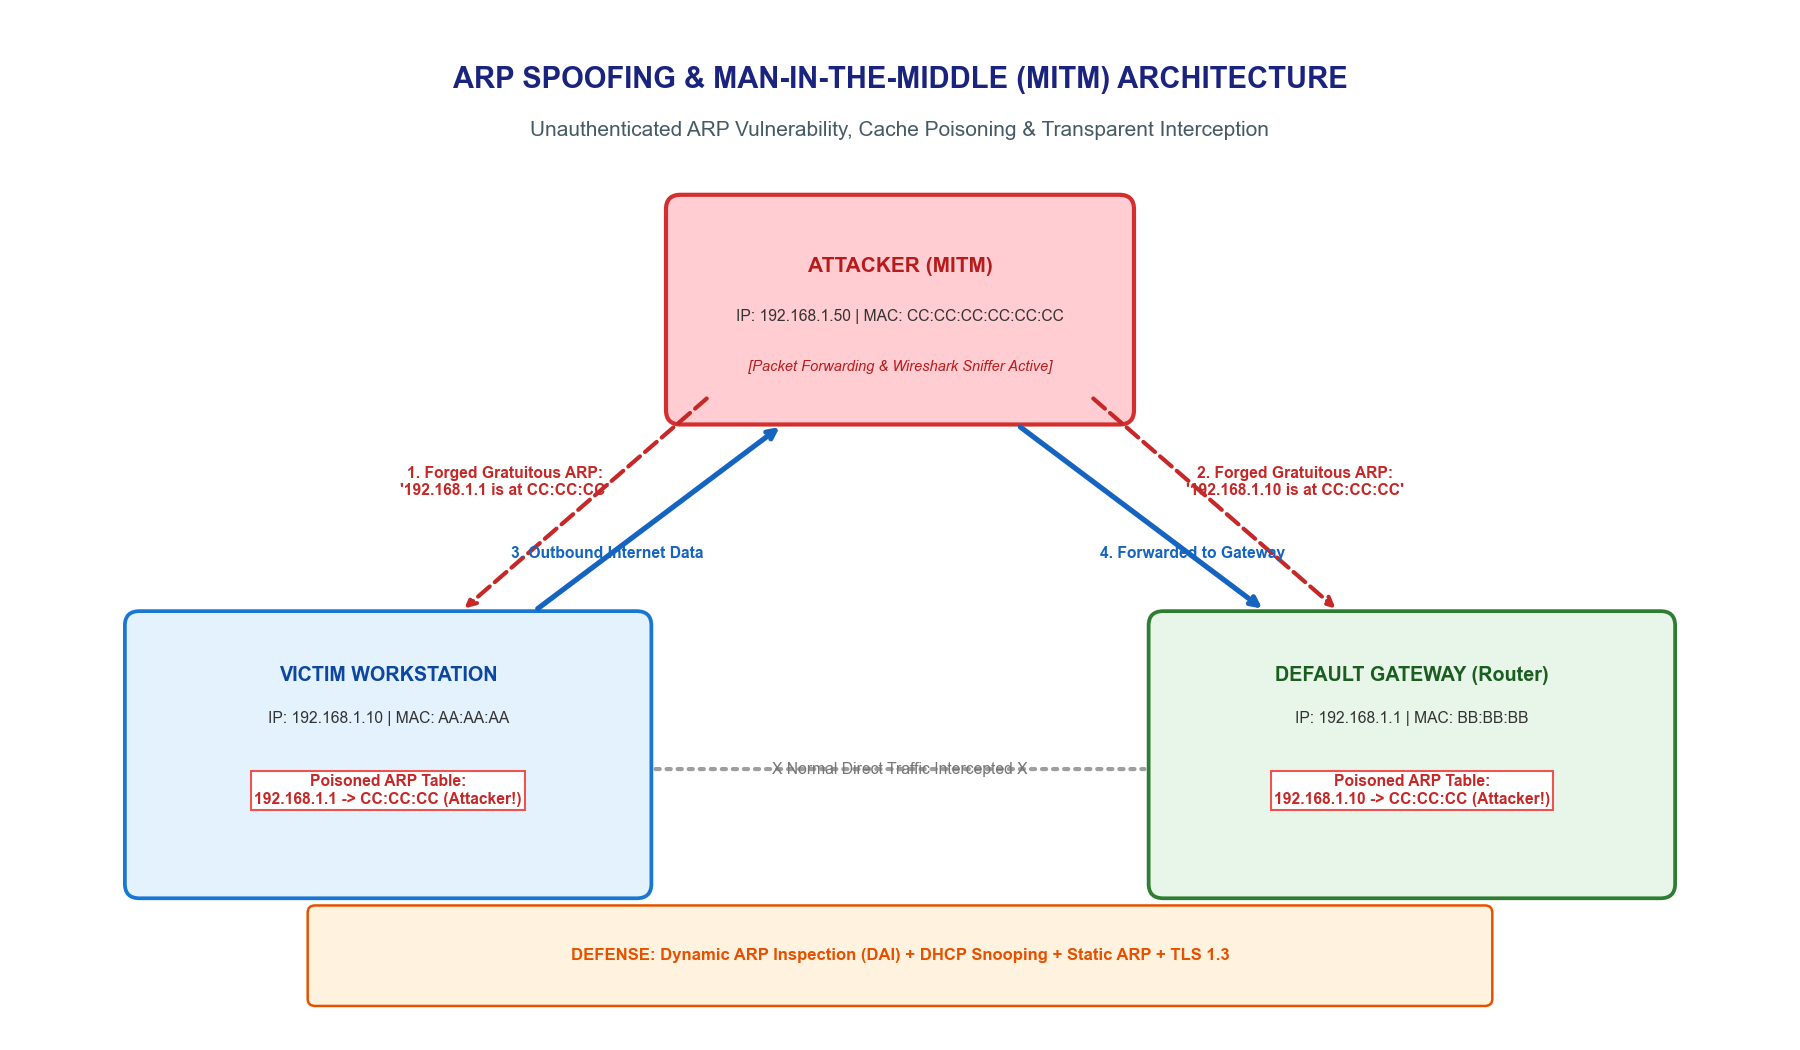 ARP SPOOFING & MAN-IN-THE-MIDDLE (MITM) ARCHITECTURE
Unauthenticated ARP Vulnerability, Cache Poisoning & Transparent Interception
ATTACKER (MITM)
IP: 192.168.1.50 | MAC: CC:CC:CC:CC:CC:CC
[Packet Forwarding & Wireshark Sniffer Active]
1. Forged Gratuitous ARP:
'192.168.1.1 is at CC:CC:CC'
2. Forged Gratuitous ARP:
'192.168.1.10 is at CC:CC:CC'
3. Outbound Internet Data
4. Forwarded to Gateway
VICTIM WORKSTATION
IP: 192.168.1.10 | MAC: AA:AA:AA
Poisoned ARP Table:
192.168.1.1 -> CC:CC:CC (Attacker!)
X Normal Direct Traffic Intercepted X
DEFAULT GATEWAY (Router)
IP: 192.168.1.1 | MAC: BB:BB:BB
Poisoned ARP Table:
192.168.1.10 -> CC:CC:CC (Attacker!)
DEFENSE: Dynamic ARP Inspection (DAI) + DHCP Snooping + Static ARP + TLS 1.3